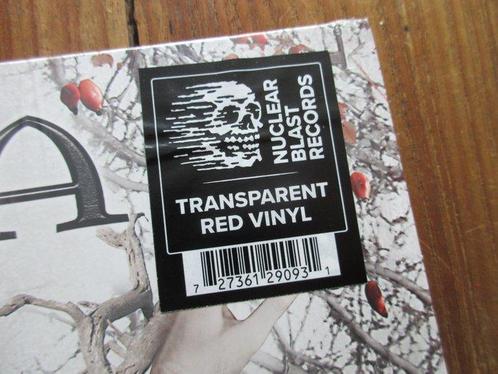 A
NUCLEAR
BLAST
RECORDS
TRANSPARENT
RED VINYL
7 27361 29093 1